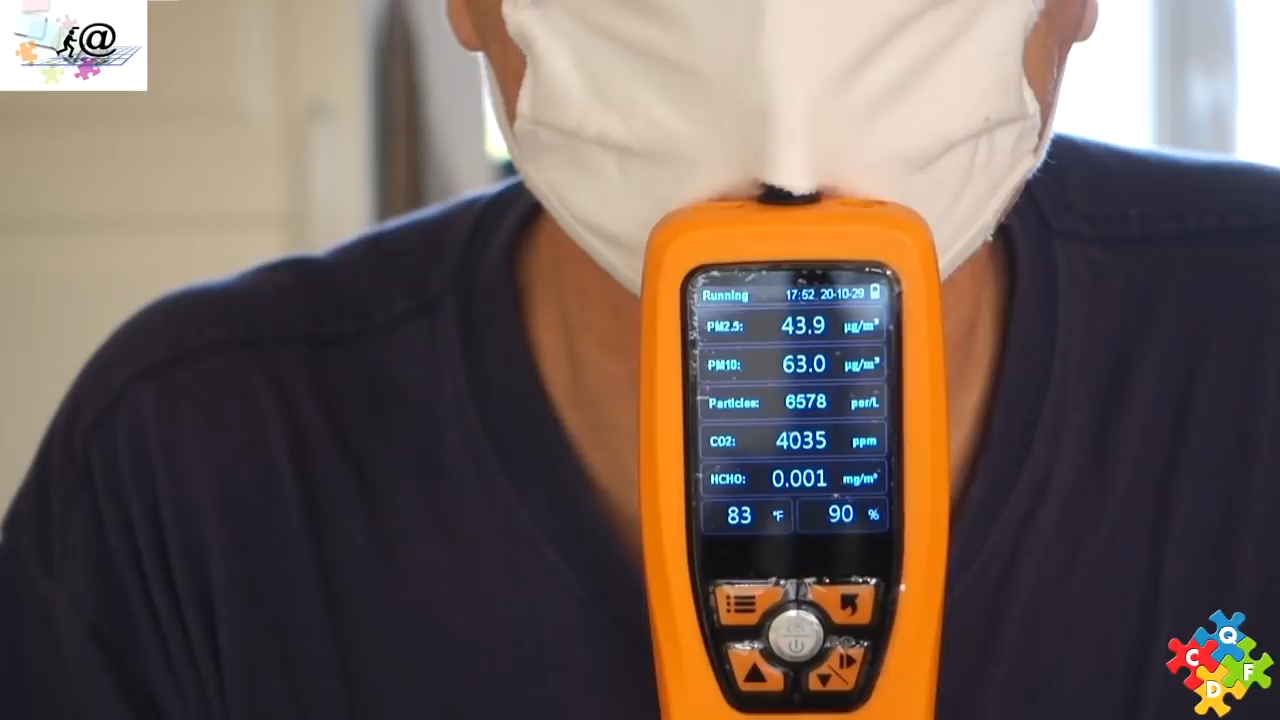 @
Running 17:52 20-10-29
PM2.5: 43.9 µg/m³
PM10: 63.0 µg/m³
Particles: 6578 per/L
CO2: 4035 ppm
HCHO: 0.001 mg/m³
83 °F 90 %
OK
Q
C F
D